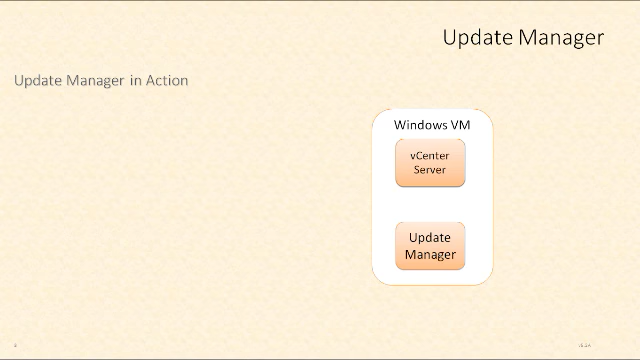 Update Manager
Update Manager in Action
Windows VM
vCenter
Server
Update
Manager